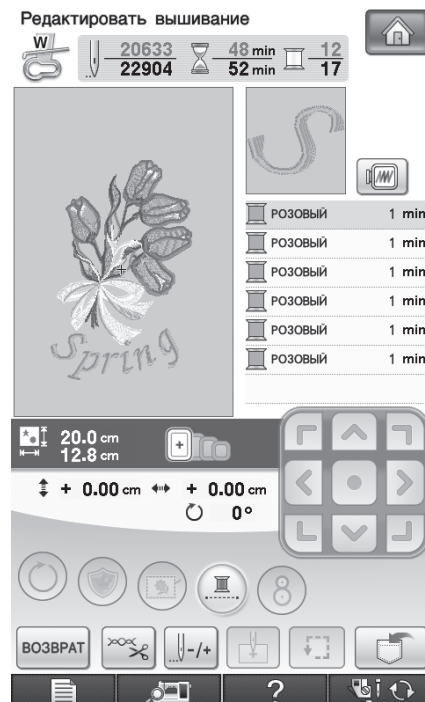 Редактировать вышивание
W
20633 48 min 12
22904 52 min 17
РОЗОВЫЙ 1 min
РОЗОВЫЙ 1 min
РОЗОВЫЙ 1 min
РОЗОВЫЙ 1 min
РОЗОВЫЙ 1 min
РОЗОВЫЙ 1 min
Spring
20.0 cm
12.8 cm
+ 0.00 cm + 0.00 cm
0°
ВОЗВРАТ
-/+
?